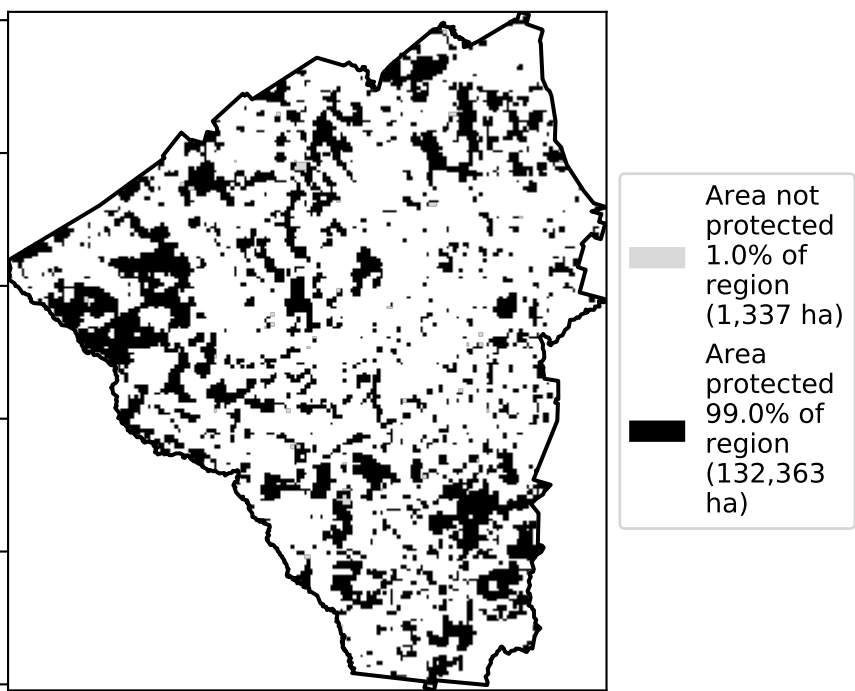 Area not
protected
1.0% of
region
(1,337 ha)
Area
protected
99.0% of
region
(132,363
ha)